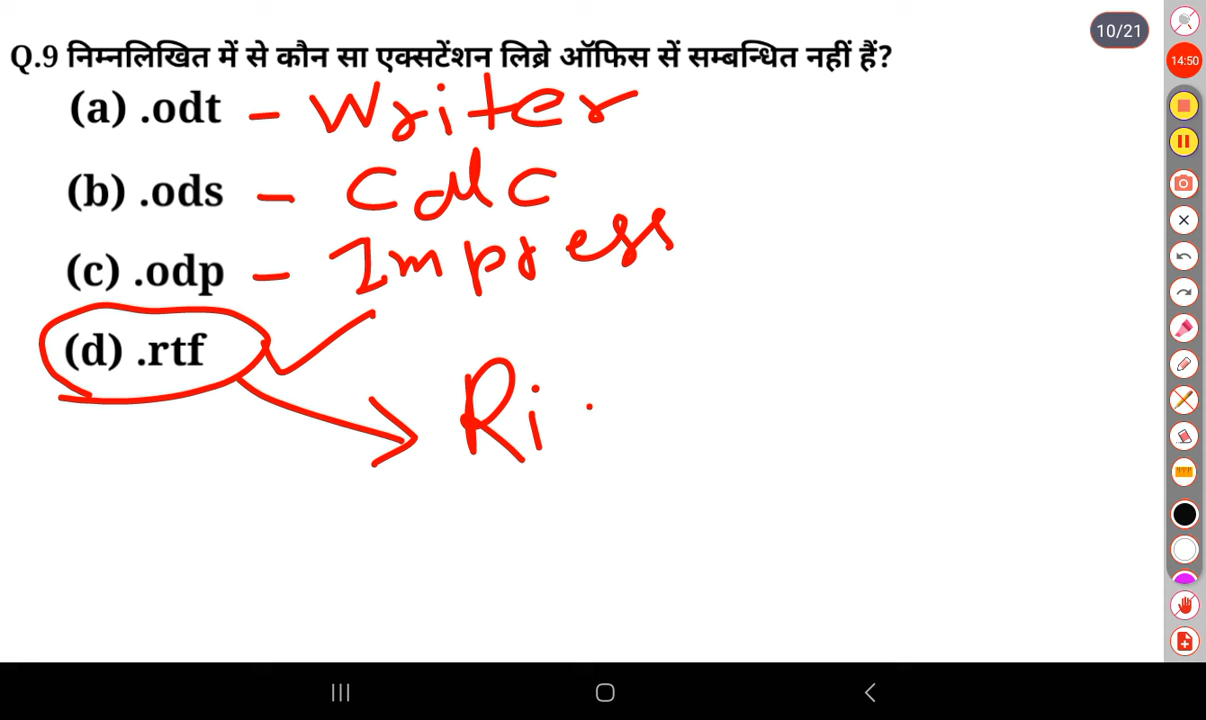 10/21
14:50
Q.9 निम्नलिखित में से कौन सा एक्सटेंशन लिब्रे ऑफिस सें सम्बन्धित नहीं हैं?
(a) .odt - Writer
(b) .ods - Calc
(c) .odp - Impress
(d) .rtf
Ri